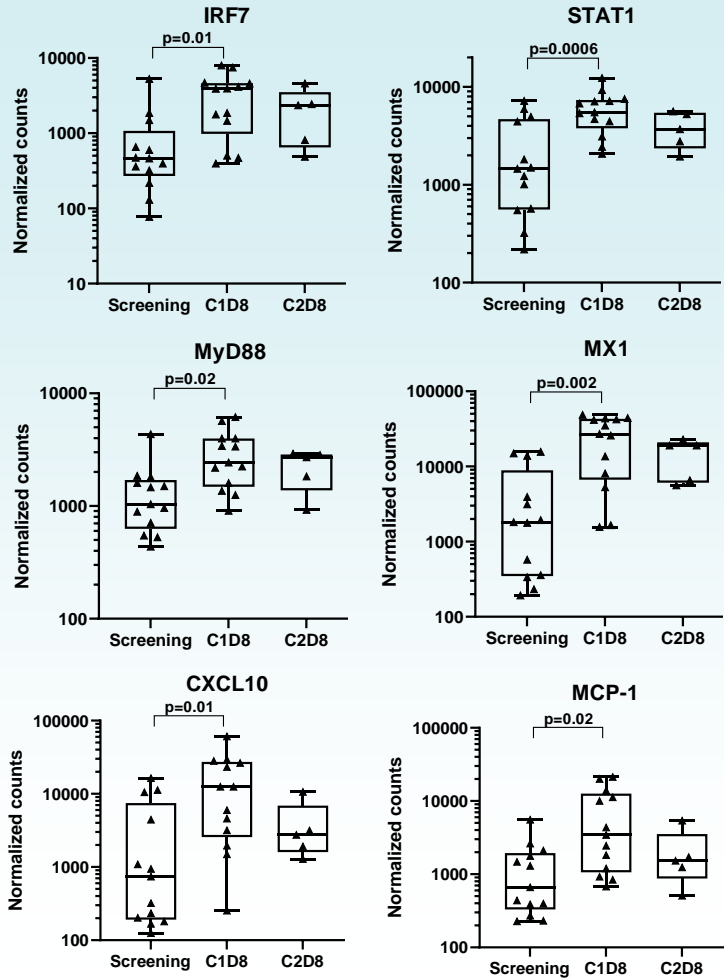 IRF7
p=0.01
Normalized counts
10000
1000
100
10
Screening C1D8 C2D8
STAT1
p=0.0006
Normalized counts
10000
1000
100
Screening C1D8 C2D8
MyD88
p=0.02
Normalized counts
10000
1000
100
Screening C1D8 C2D8
MX1
p=0.002
Normalized counts
100000
10000
1000
100
Screening C1D8 C2D8
CXCL10
p=0.01
Normalized counts
100000
10000
1000
100
Screening C1D8 C2D8
MCP-1
p=0.02
Normalized counts
100000
10000
1000
100
Screening C1D8 C2D8